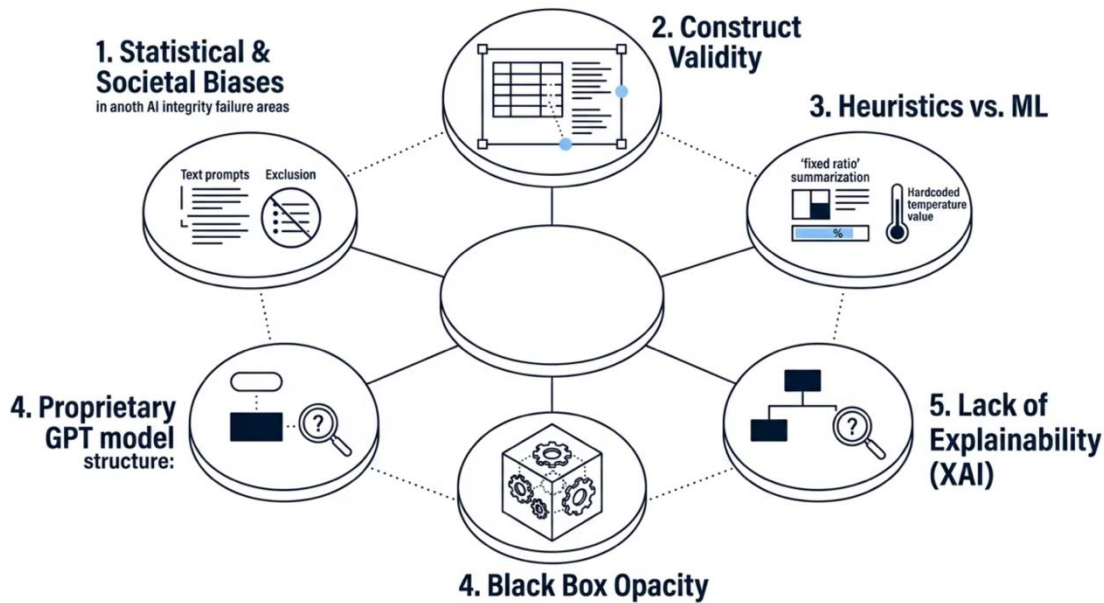 1. Statistical &
Societal Biases
in anoth AI integrity failure areas
Text prompts
Exclusion
2. Construct
Validity
3. Heuristics vs. ML
'fixed ratio'
summarization
%
Hardcoded
temperature
value
4. Proprietary
GPT model
structure:
?
4. Black Box Opacity
?
5. Lack of
Explainability
(XAI)